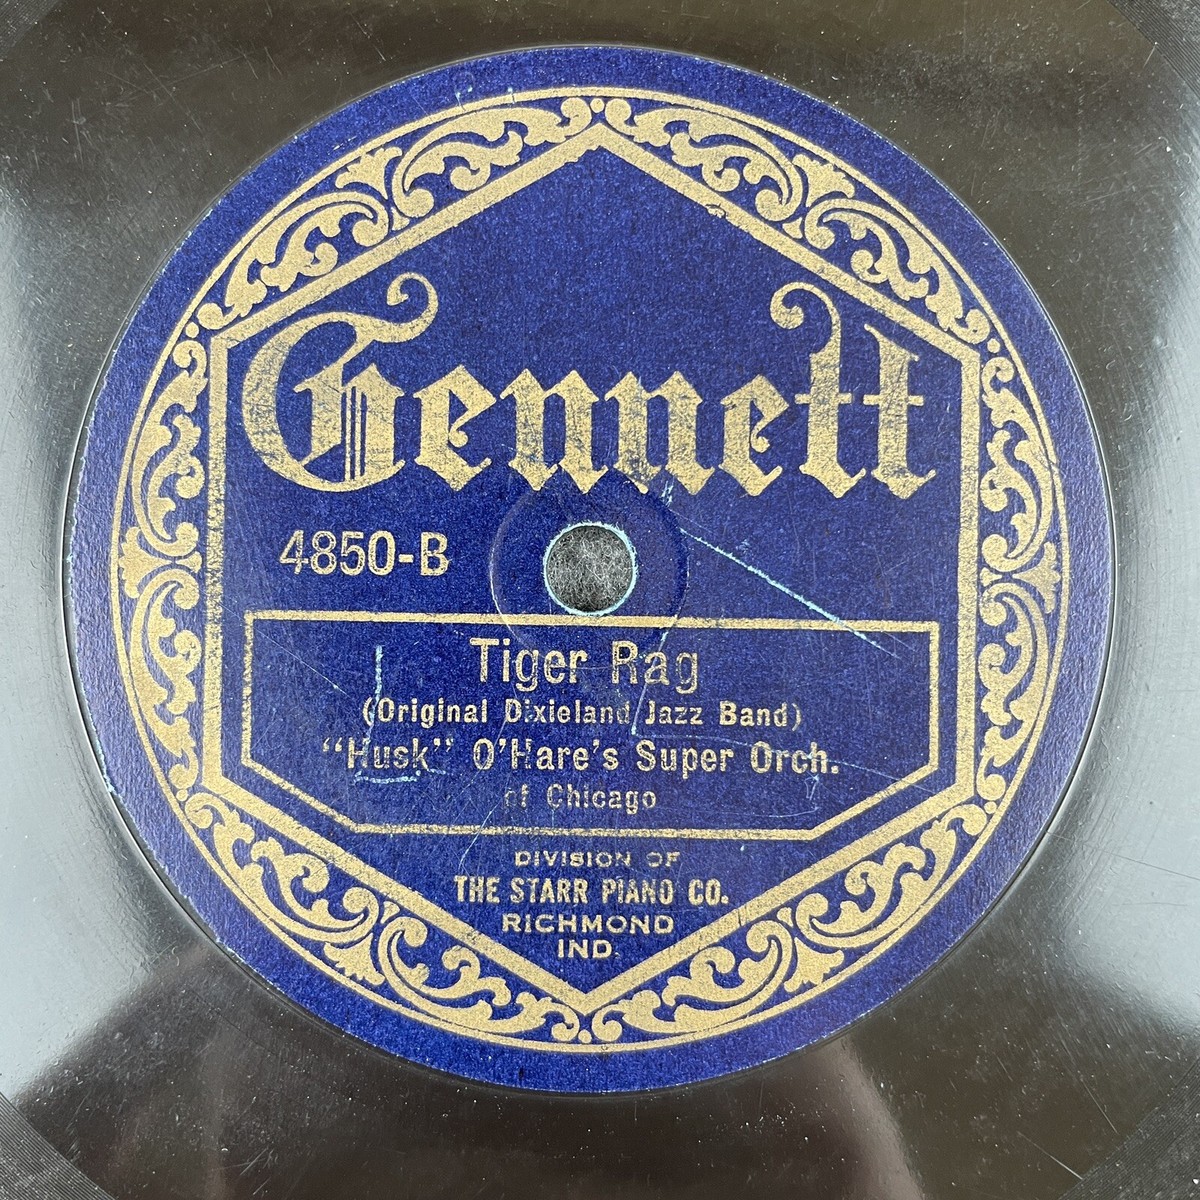 Gennett
4850-B
Tiger Rag
(Original Dixieland Jazz Band)
"Husk" O'Hare's Super Orch.
of Chicago
DIVISION OF
THE STARR PIANO CO.
RICHMOND
IND.